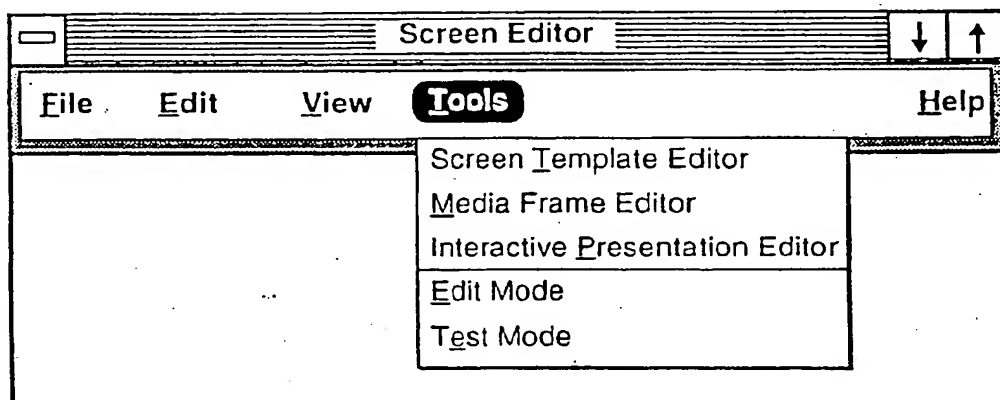 Screen Editor
File Edit View Tools Help
Screen Template Editor
Media Frame Editor
Interactive Presentation Editor
Edit Mode
Test Mode